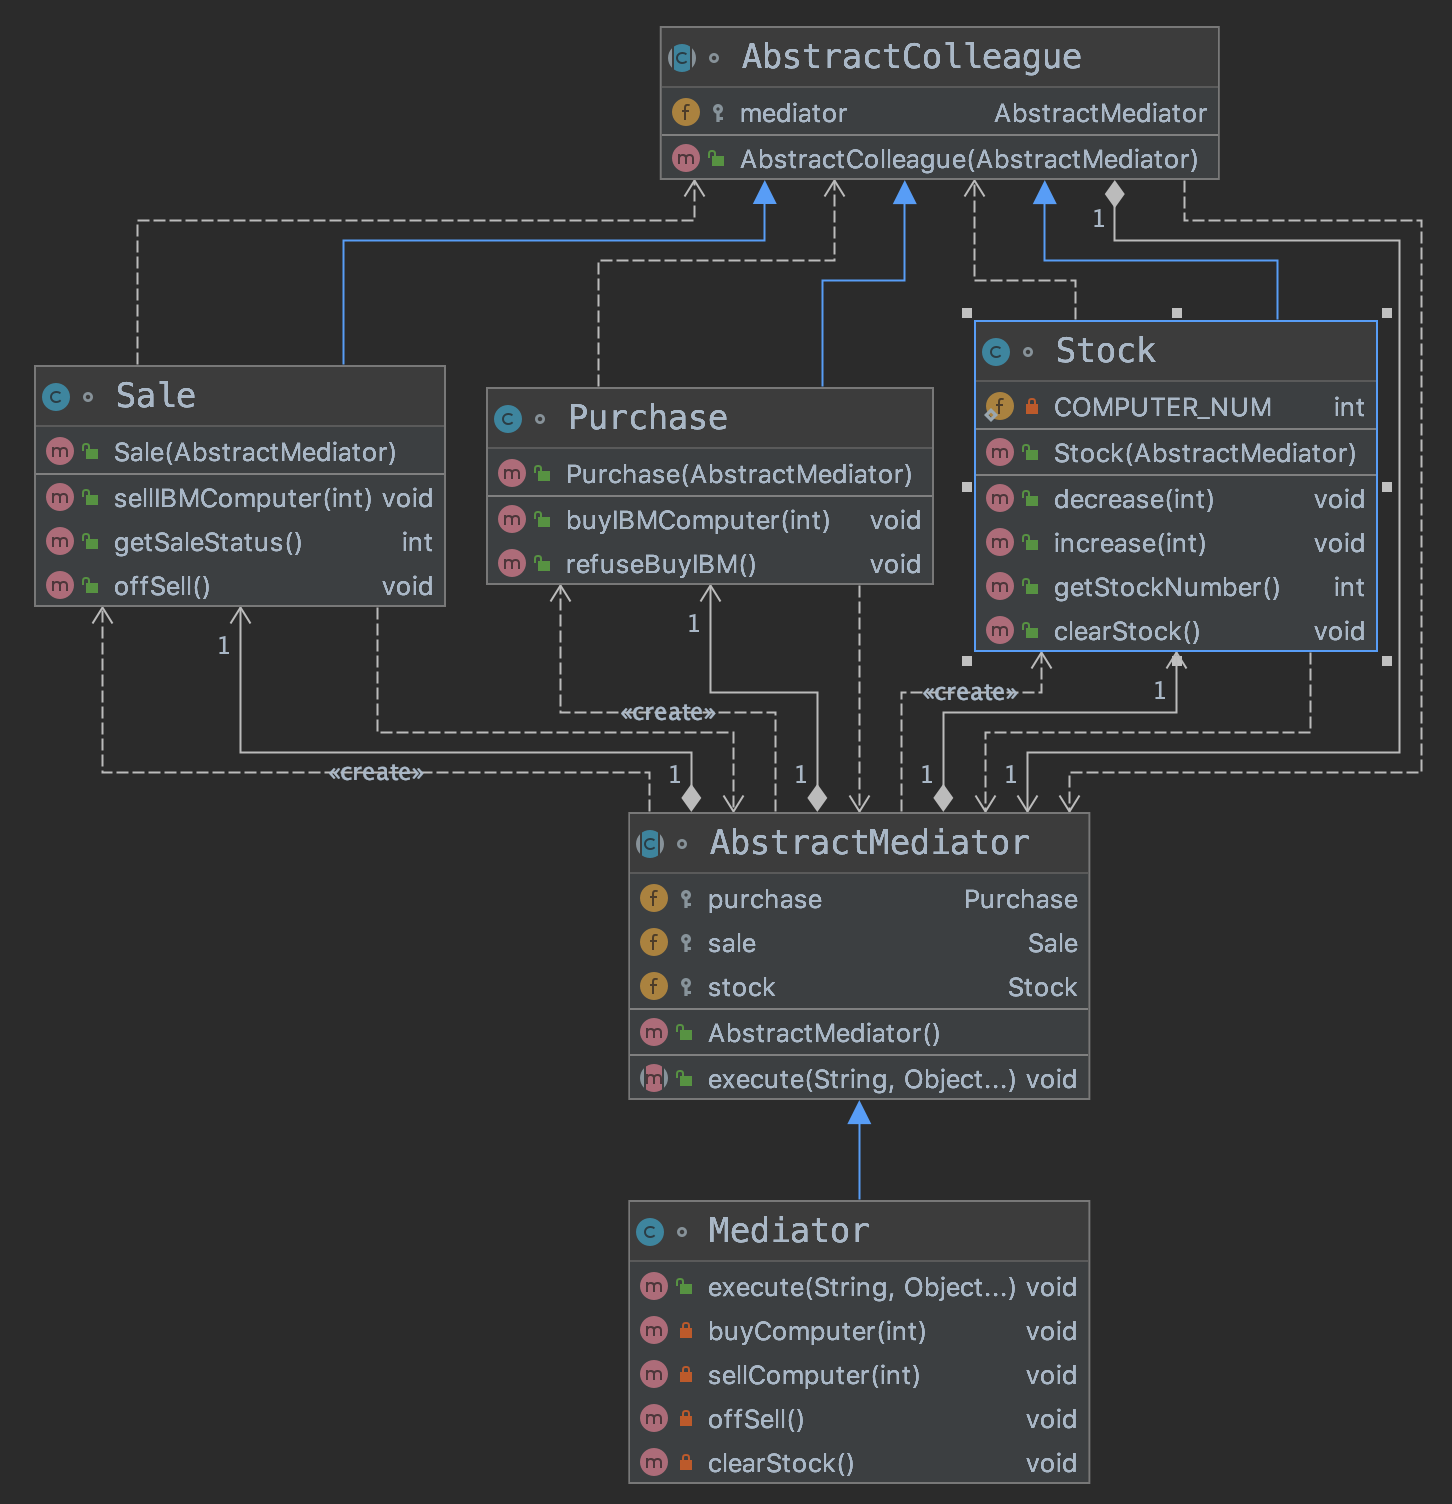 AbstractColleague
mediator AbstractMediator
AbstractColleague(AbstractMediator)
1
Stock
COMPUTER_NUM int
Stock(AbstractMediator)
decrease(int) void
increase(int) void
getStockNumber() int
clearStock() void
Sale
Sale(AbstractMediator)
sellIBMComputer(int) void
getSaleStatus() int
offSell() void
Purchase
Purchase(AbstractMediator)
buyIBMComputer(int) void
refuseBuyIBM() void
1
1
1
«create»
«create»
«create»
1
1
1
1
AbstractMediator
purchase Purchase
sale Sale
stock Stock
AbstractMediator()
execute(String, Object...) void
Mediator
execute(String, Object...) void
buyComputer(int) void
sellComputer(int) void
offSell() void
clearStock() void